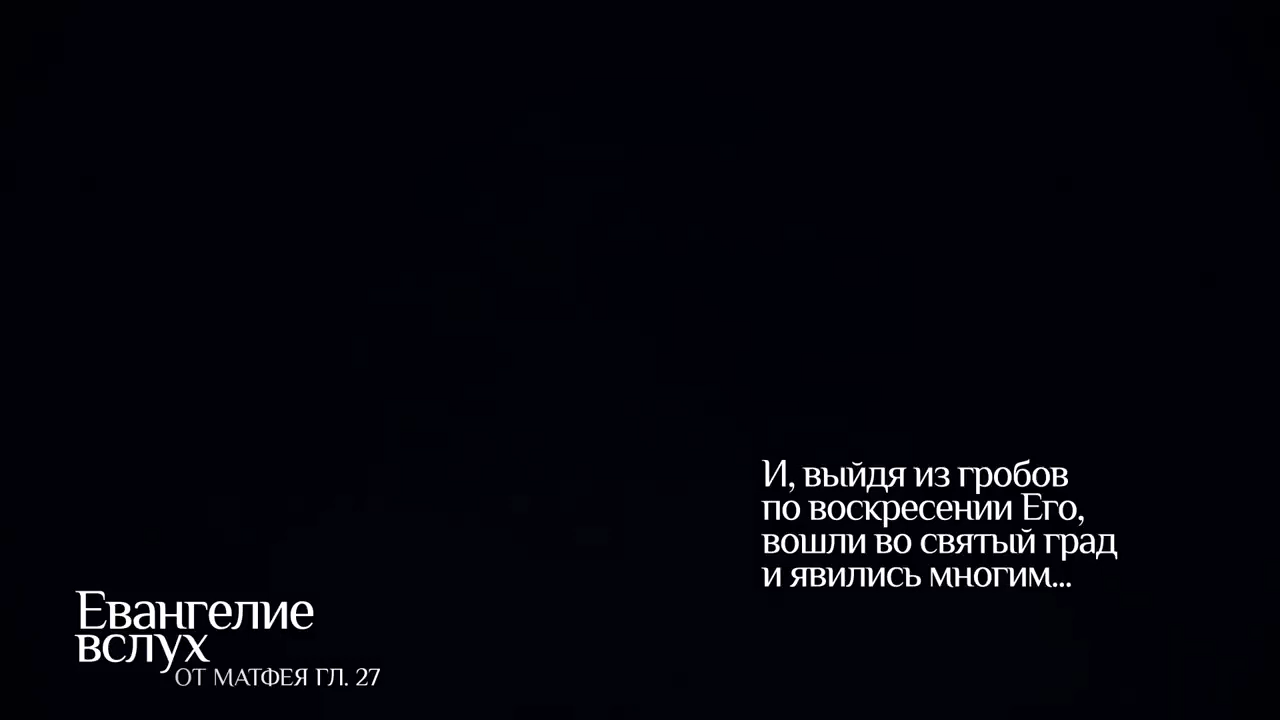 И, выйдя из гробов
по воскресении Его,
вошли во святый град
и явились многим...
Евангелие
вслух
ОТ МАТФЕЯ ГЛ. 27